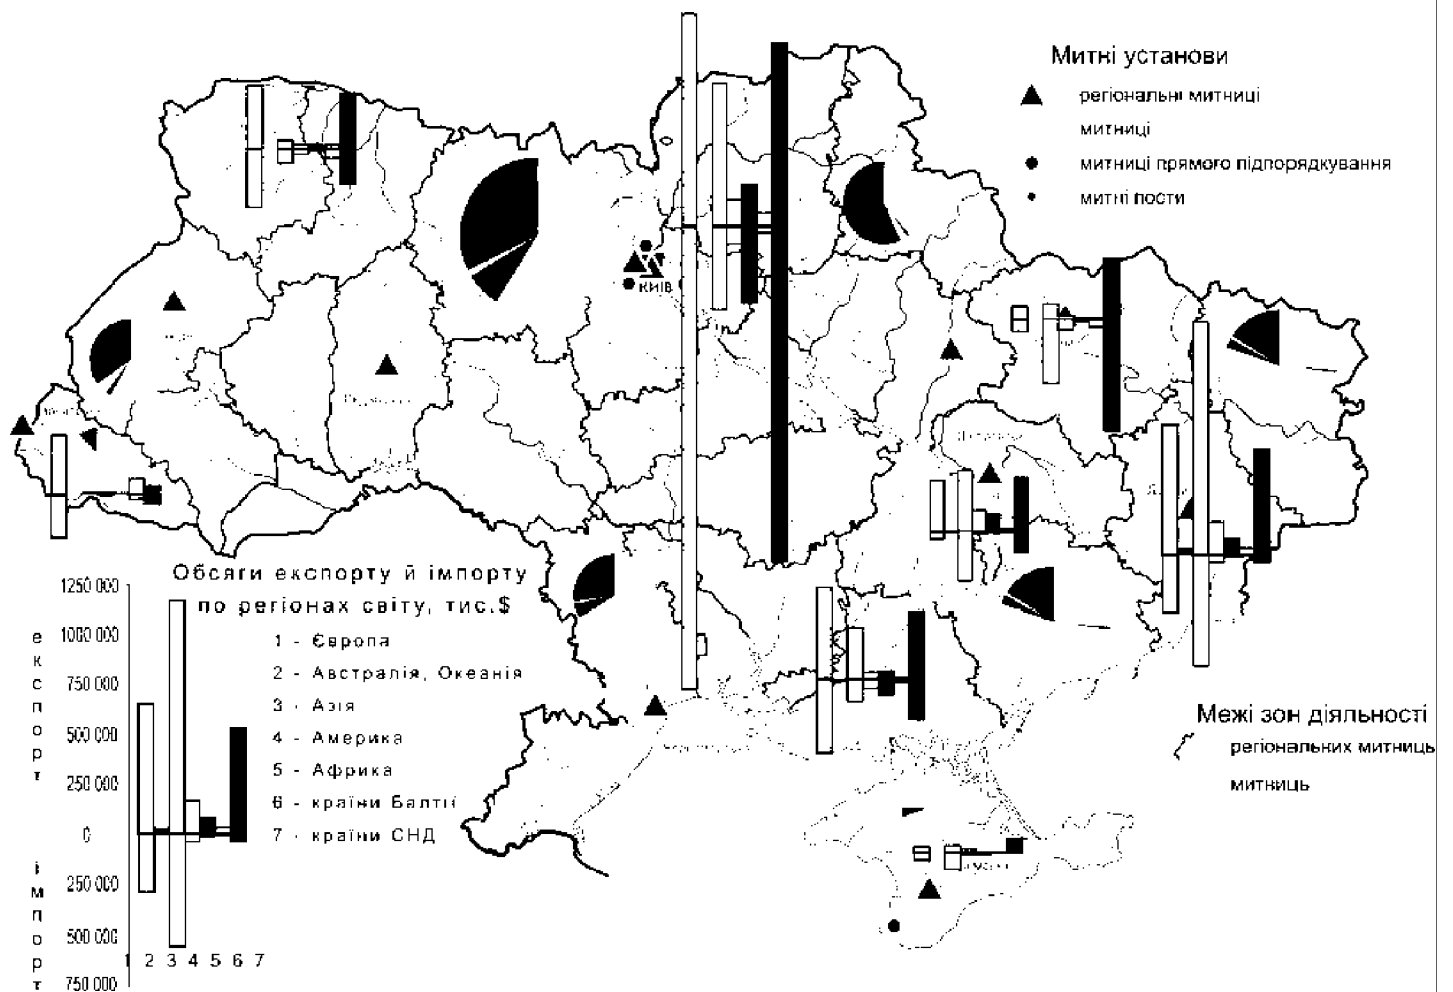 Митні установи
регіональні митниці
митниці
митниці прямого підпорядкування
митні пости
КИЇВ
Обсяги експорту й імпорту
по регіонах світу, тис.$
1 - Європа
2 - Австралія, Океанія
3 - Азія
4 - Америка
5 - Африка
6 - країни Балтії
7 - країни СНД
експорт
імпорт
1250 000
1000 000
750 000
500 000
250 000
0
250 000
500 000
750 000
1 2 3 4 5 6 7
Межі зон діяльності
регіональних митниць
митниць